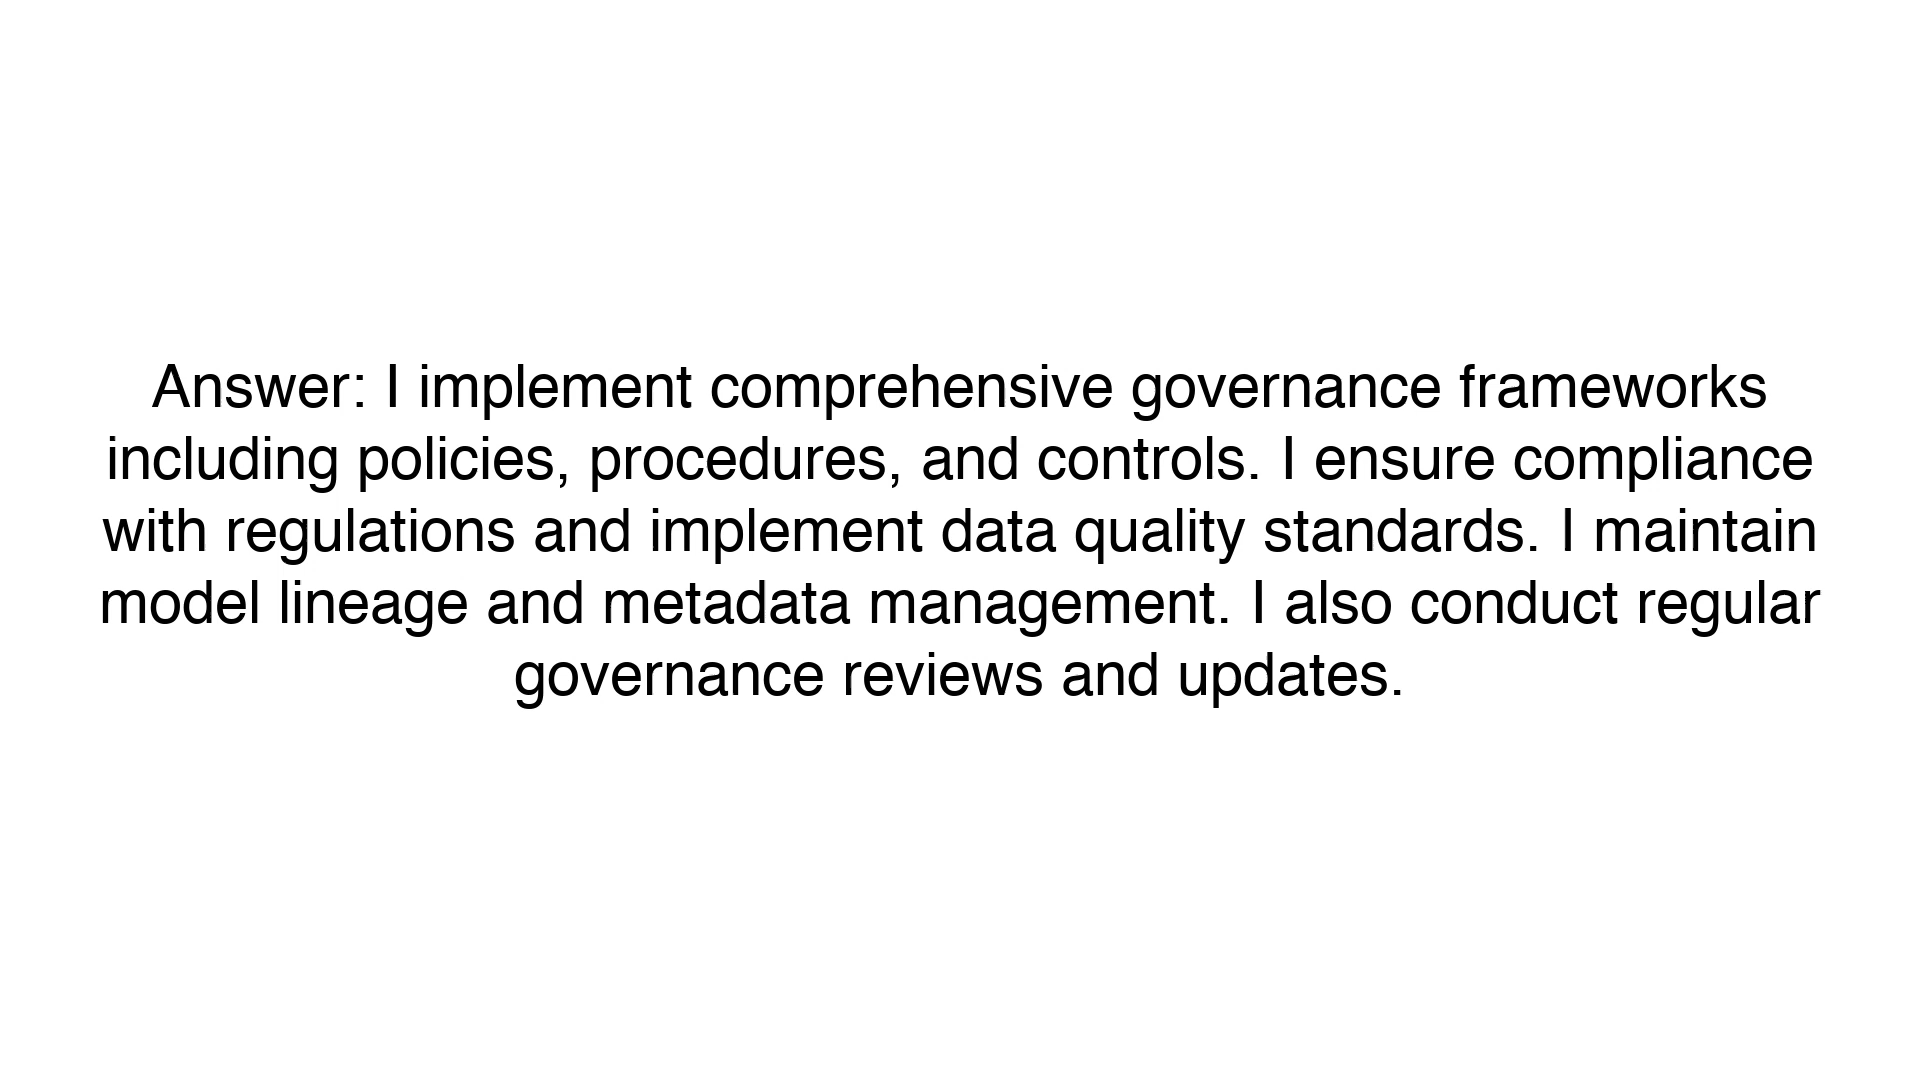 Answer: I implement comprehensive governance frameworks
including policies, procedures, and controls. I ensure compliance
with regulations and implement data quality standards. I maintain
model lineage and metadata management. I also conduct regular
governance reviews and updates.